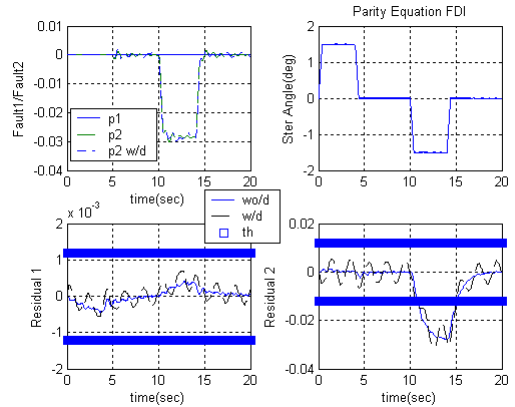 Parity Equation FDI
0.01
0
-0.01
-0.02
-0.03
-0.04
Fault1/Fault2
p1
p2
p2 w/d
0 5 10 15 20
time(sec)
2
1
0
-1
-2
Ster Angle(deg)
0 5 10 15 20
time(sec)
wo/d
w/d
th
x 10-3
2
1
0
-1
-2
Residual 1
0 5 10 15 20
time(sec)
0.02
0
-0.02
-0.04
Residual 2
0 5 10 15 20
time(sec)